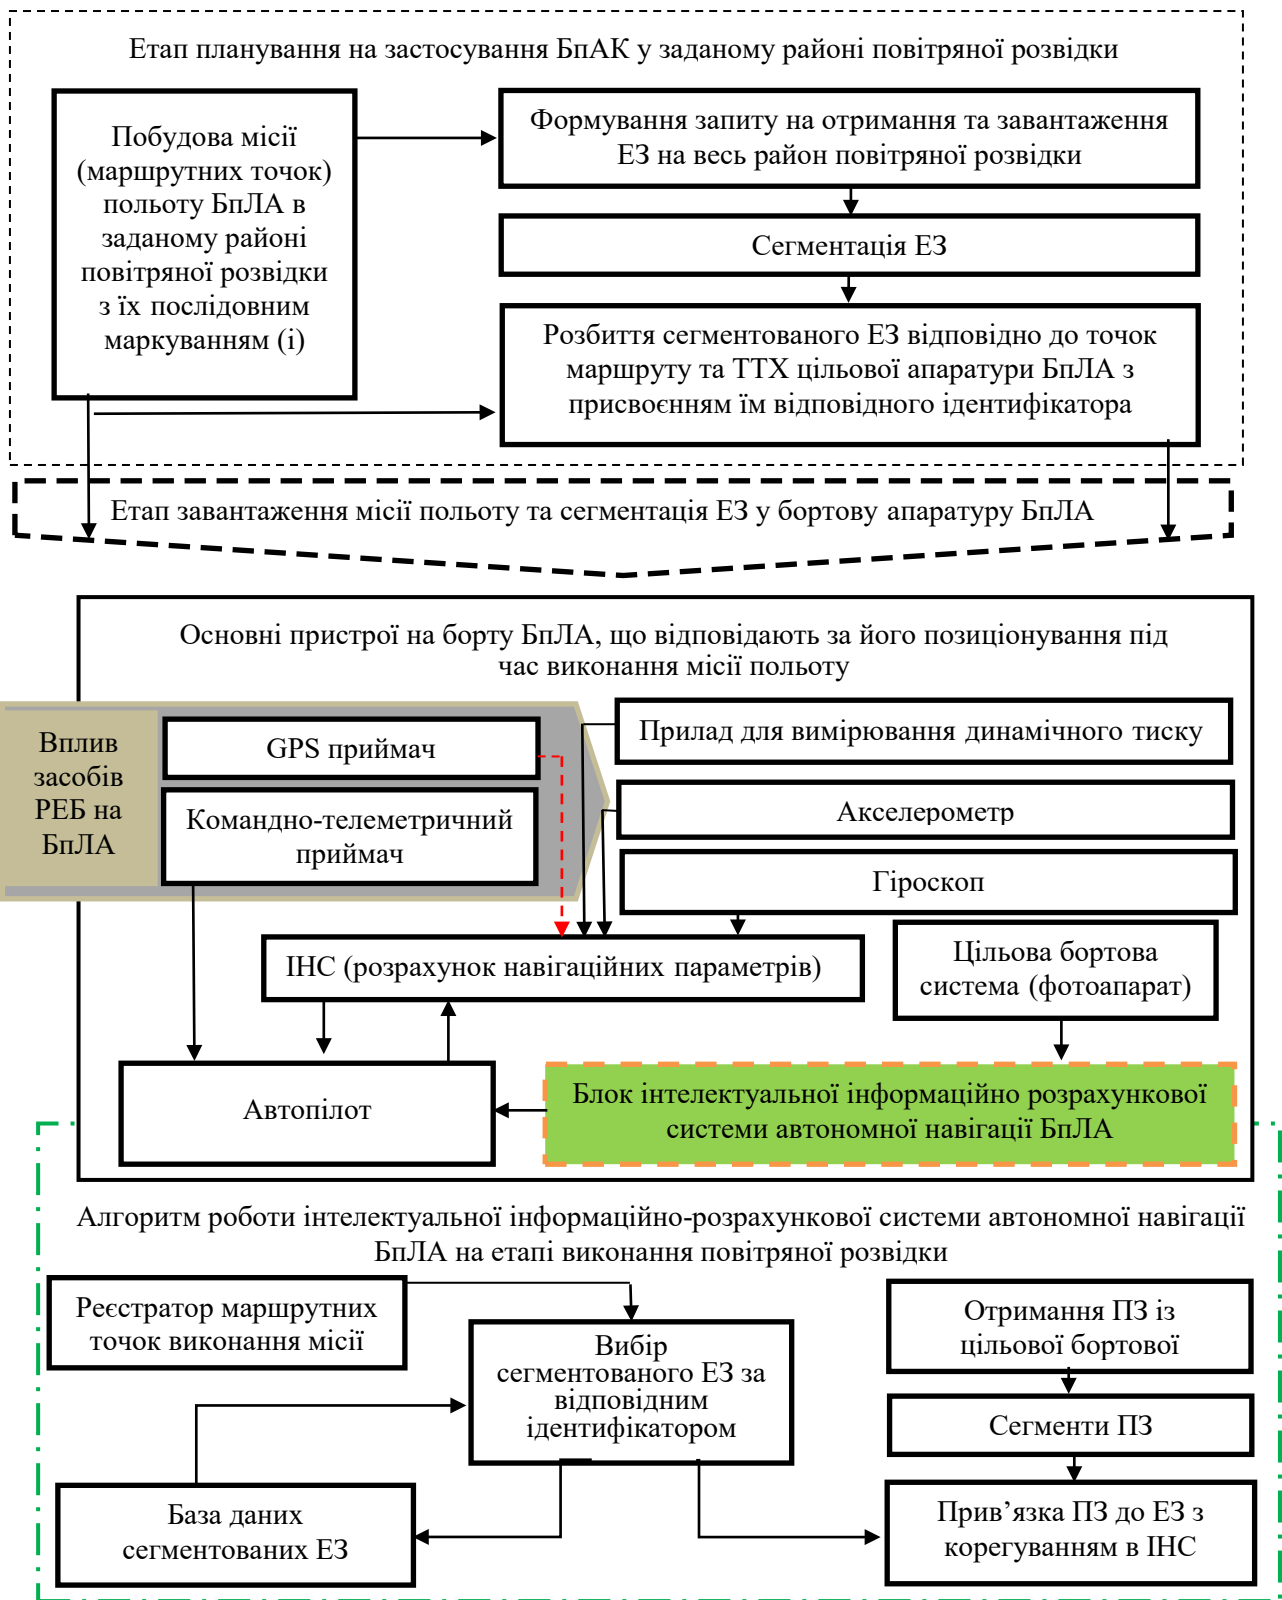 Етап планування на застосування БпАК у заданому районі повітряної розвідки
Побудова місії
(маршрутних точок)
польоту БпЛА в
заданому районі
повітряної розвідки
з їх послідовним
маркуванням (і)
Формування запиту на отримання та завантаження
ЕЗ на весь район повітряної розвідки
Сегментація ЕЗ
Розбиття сегментованого ЕЗ відповідно до точок
маршруту та ТТХ цільової апаратури БпЛА з
присвоєнням їм відповідного ідентифікатора
Етап завантаження місії польоту та сегментація ЕЗ у бортову апаратуру БпЛА
Основні пристрої на борту БпЛА, що відповідають за його позиціонування під
час виконання місії польоту
Вплив
засобів
РЕБ на
БпЛА
GPS приймач
Командно-телеметричний
приймач
Прилад для вимірювання динамічного тиску
Акселерометр
Гіроскоп
ІНС (розрахунок навігаційних параметрів)
Цільова бортова
система (фотоапарат)
Автопілот
Блок інтелектуальної інформаційно розрахункової
системи автономної навігації БпЛА
Алгоритм роботи інтелектуальної інформаційно-розрахункової системи автономної навігації
БпЛА на етапі виконання повітряної розвідки
Реєстратор маршрутних
точок виконання місії
Вибір
сегментованого ЕЗ за
відповідним
ідентифікатором
Отримання ПЗ із
цільової бортової
Сегменти ПЗ
База даних
сегментованих ЕЗ
Прив’язка ПЗ до ЕЗ з
корегуванням в ІНС